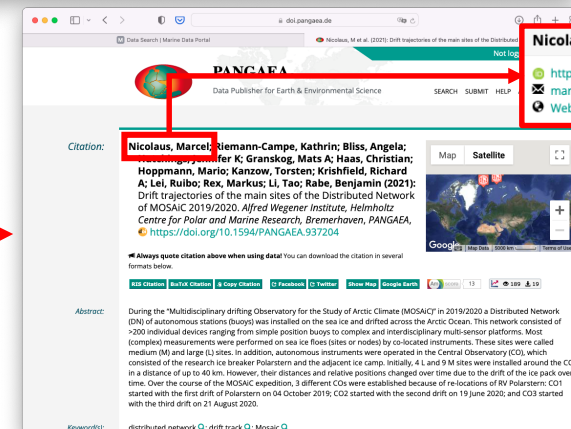 doi.pangaea.de
Data Search | Marine Data Portal
Nicolaus, M et al. (2021): Drift trajectories of the main sites of the Distributed
Not log
PANGAEA
Data Publisher for Earth & Environmental Science
SEARCH SUBMIT HELP
Nicola
http
mar
Web
Citation:
Nicolaus, Marcel; Riemann-Campe, Kathrin; Bliss, Angela;
Hutchings, Jennifer K; Granskog, Mats A; Haas, Christian;
Hoppmann, Mario; Kanzow, Torsten; Krishfield, Richard
A; Lei, Ruibo; Rex, Markus; Li, Tao; Rabe, Benjamin (2021):
Drift trajectories of the main sites of the Distributed Network
of MOSAiC 2019/2020. Alfred Wegener Institute, Helmholtz
Centre for Polar and Marine Research, Bremerhaven, PANGAEA,
https://doi.org/10.1594/PANGAEA.937204
Always quote citation above when using data! You can download the citation in several
formats below.
RIS Citation BibTeX Citation Copy Citation Facebook Twitter Show Map Google Earth
score 13 189 19
Map Satellite
Google Map Data 5000 km Terms of Use
Abstract:
During the "Multidisciplinary drifting Observatory for the Study of Arctic Climate (MOSAiC)" in 2019/2020 a Distributed Network
(DN) of autonomous stations (buoys) was installed on the sea ice and drifted across the Arctic Ocean. This network consisted of
>200 individual devices ranging from simple position buoys to complex and interdisciplinary multi-sensor platforms. Most
(complex) measurements were performed on sea ice floes (sites or nodes) by co-located instruments. These sites were called
medium (M) and large (L) sites. In addition, autonomous instruments were operated in the Central Observatory (CO), which
consisted of the research ice breaker Polarstern and the adjacent ice camp. Initially, 4 L and 9 M sites were installed around the CO
in a distance of up to 40 km. However, their distances and relative positions changed over time due to the drift of the ice pack over
time. Over the course of the MOSAiC expedition, 3 different COs were established because of re-locations of RV Polarstern: CO1
started with the first drift of Polarstern on 04 October 2019; CO2 started with the second drift on 19 June 2020; and CO3 started
with the third drift on 21 August 2020.
Keyword(s):
distributed network ; drift track ; Mosaic